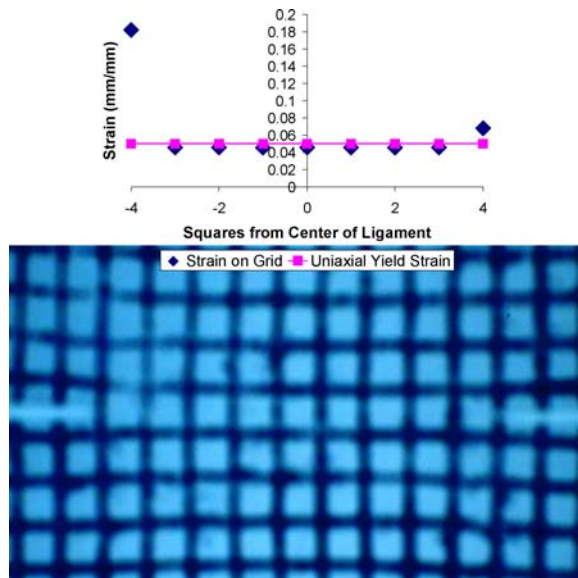 0.2
0.18
0.16
0.14
0.12
0.1
0.08
0.06
0.04
0.02
0
Strain (mm/mm)
-4 -2 0 2 4
Squares from Center of Ligament
Strain on Grid Uniaxial Yield Strain